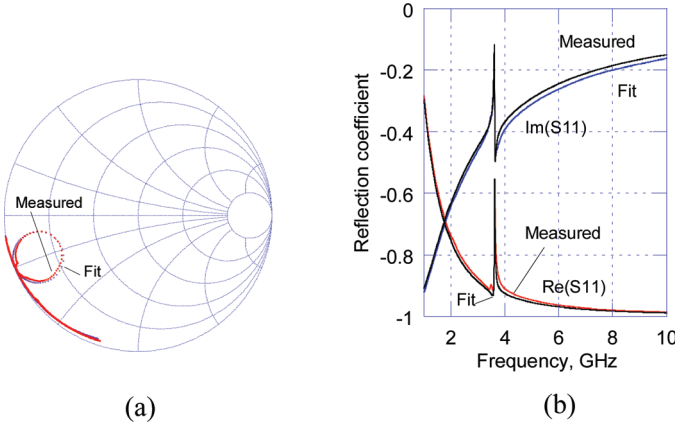 (a)
Measured
Fit
(b)
Reflection coefficient
0
-0.2
-0.4
-0.6
-0.8
-1
Measured
Fit
Im(S11)
Measured
Re(S11)
Fit
2 4 6 8 10
Frequency, GHz
(a)
(b)